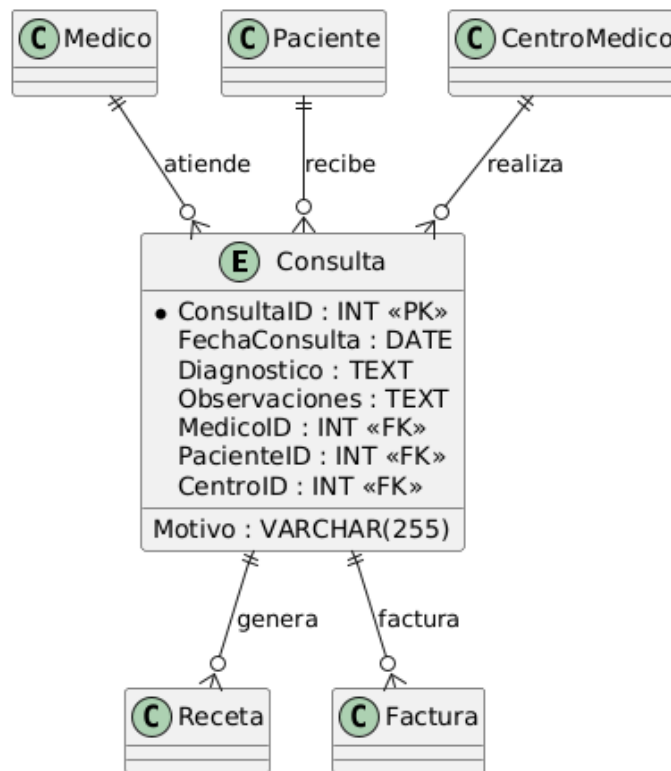 C Medico
C Paciente
C CentroMedico
atiende
recibe
realiza
E Consulta
ConsultaID : INT «PK»
FechaConsulta : DATE
Diagnostico : TEXT
Observaciones : TEXT
MedicoID : INT «FK»
PacienteID : INT «FK»
CentroID : INT «FK»
Motivo : VARCHAR(255)
genera
factura
C Receta
C Factura